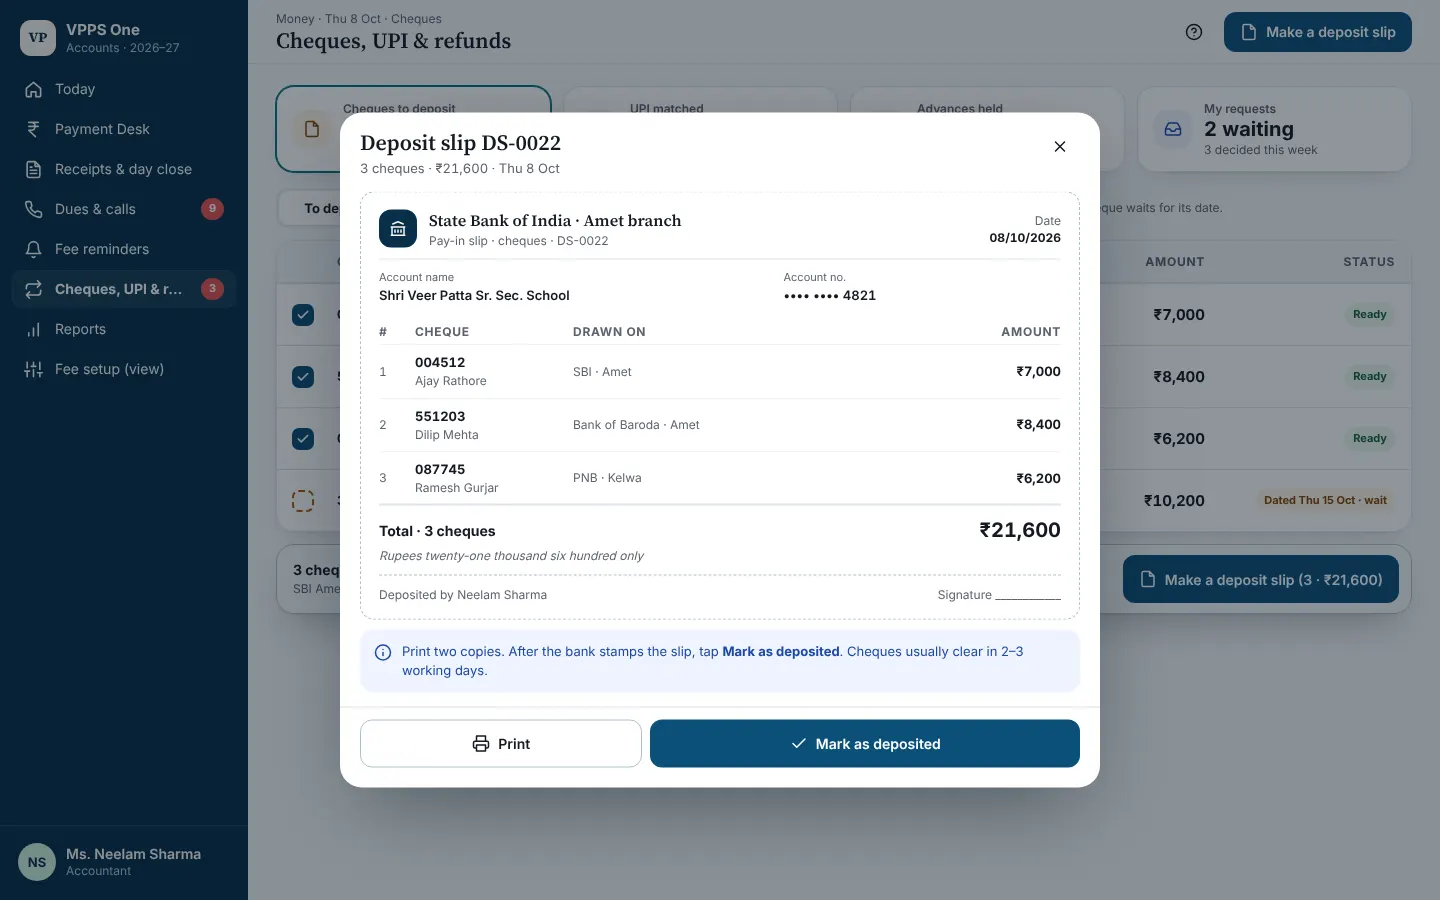 VP
VPPS One
Accounts · 2026–27
Today
Payment Desk
Receipts & day close
Dues & calls
9
Fee reminders
Cheques, UPI & r...
3
Reports
Fee setup (view)
NS
Ms. Neelam Sharma
Accountant
Money · Thu 8 Oct · Cheques
Cheques, UPI & refunds
Make a deposit slip
Cheques to deposit
UPI matched
Advances held
My requests
2 waiting
3 decided this week
To de
que waits for its date.
AMOUNT
STATUS
₹7,000
Ready
₹8,400
Ready
₹6,200
Ready
₹10,200
Dated Thu 15 Oct · wait
3 cheq
SBI Ame
Make a deposit slip (3 · ₹21,600)
Deposit slip DS-0022
3 cheques · ₹21,600 · Thu 8 Oct
State Bank of India · Amet branch
Pay-in slip · cheques · DS-0022
Date
08/10/2026
Account name
Shri Veer Patta Sr. Sec. School
Account no.
•••• •••• 4821
# CHEQUE DRAWN ON AMOUNT
1 004512 Ajay Rathore SBI · Amet ₹7,000
2 551203 Dilip Mehta Bank of Baroda · Amet ₹8,400
3 087745 Ramesh Gurjar PNB · Kelwa ₹6,200
Total · 3 cheques ₹21,600
Rupees twenty-one thousand six hundred only
Deposited by Neelam Sharma
Signature ___________
Print two copies. After the bank stamps the slip, tap Mark as deposited. Cheques usually clear in 2–3
working days.
Print
Mark as deposited